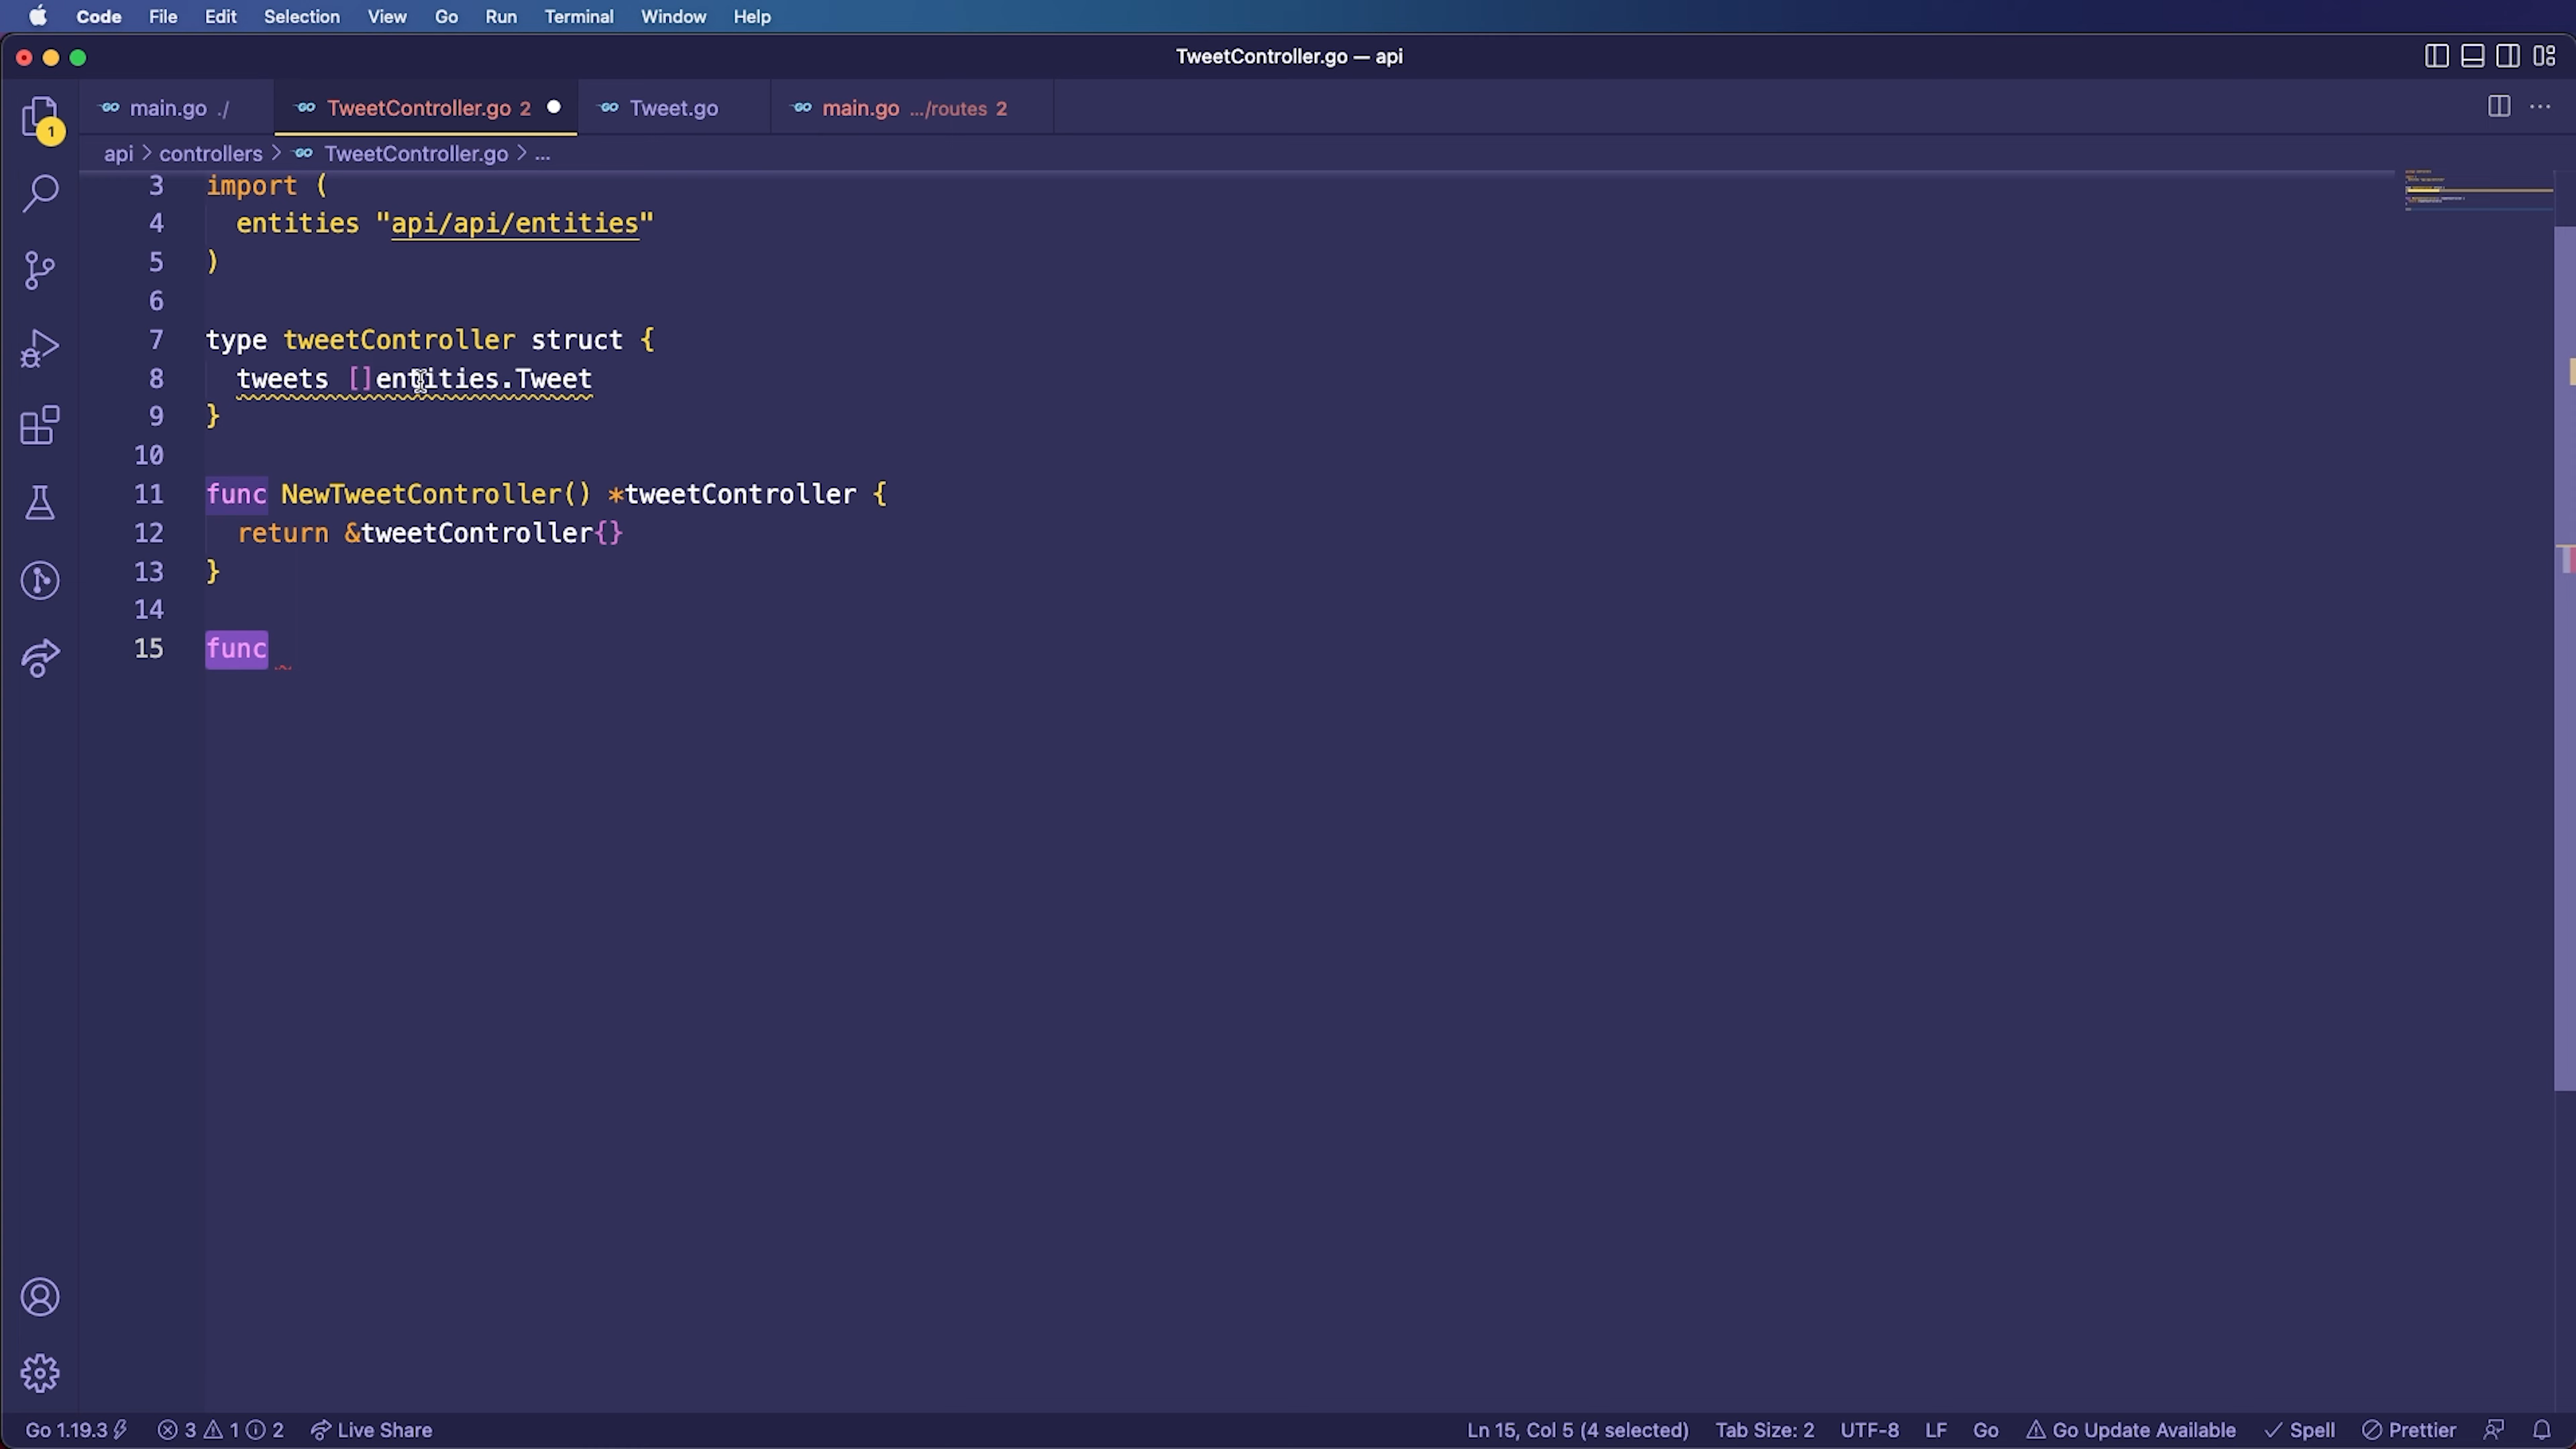 Code File Edit Selection View Go Run Terminal Window Help
TweetController.go — api
main.go ./ TweetController.go 2 Tweet.go main.go .../routes 2
api > controllers > TweetController.go > ...
1
3 import (
4 entities "api/api/entities"
5 )
6
7 type tweetController struct {
8 tweets []entities.Tweet
9 }
10
11 func NewTweetController() *tweetController {
12 return &tweetController{}
13 }
14
15 func
Go 1.19.3 3 1 2 Live Share Ln 15, Col 5 (4 selected) Tab Size: 2 UTF-8 LF Go Go Update Available Spell Prettier